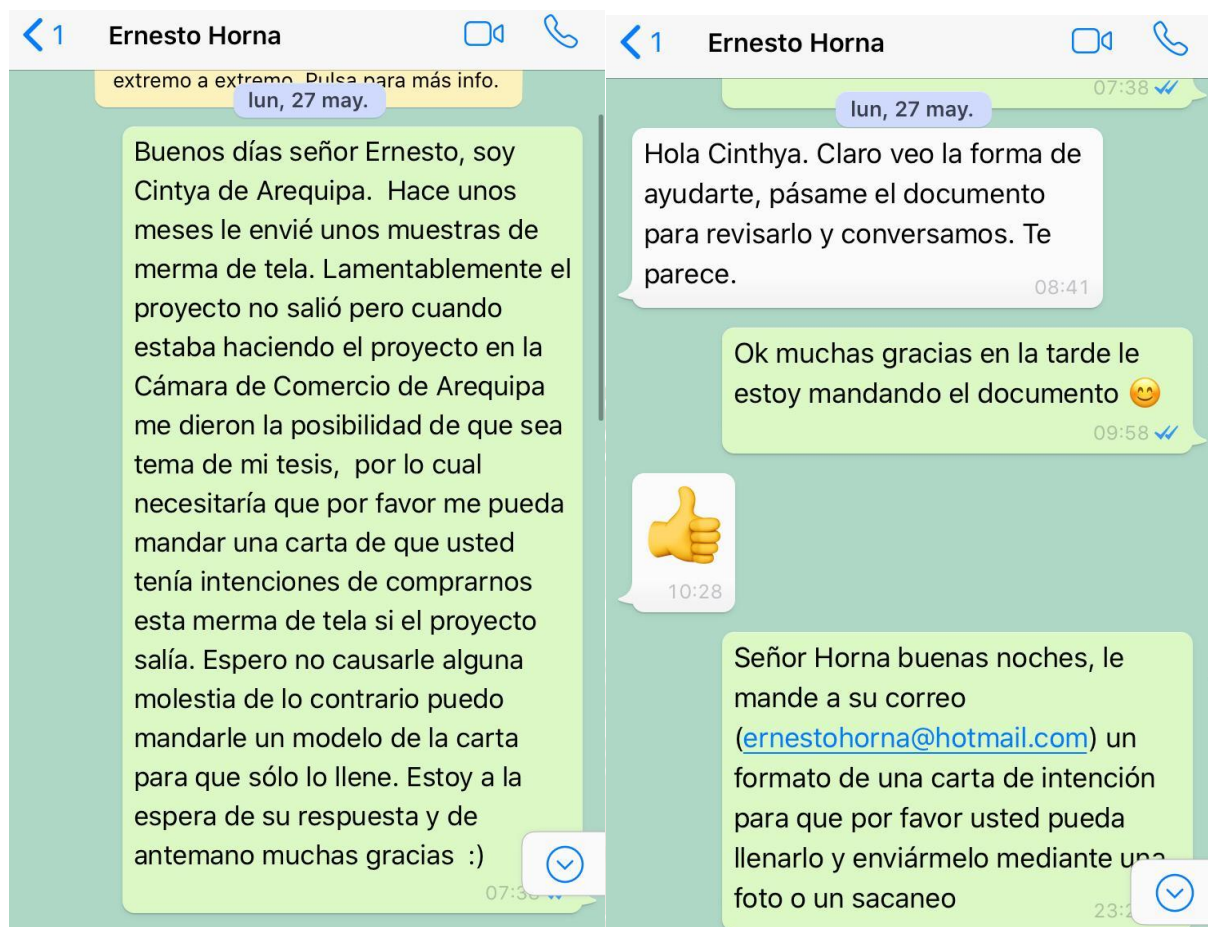 1
Ernesto Horna
extremo a extremo. Pulsa para más info.
lun, 27 may.
Buenos días señor Ernesto, soy
Cintya de Arequipa.  Hace unos
meses le envié unos muestras de
merma de tela. Lamentablemente el
proyecto no salió pero cuando
estaba haciendo el proyecto en la
Cámara de Comercio de Arequipa
me dieron la posibilidad de que sea
tema de mi tesis,  por lo cual
necesitaría que por favor me pueda
mandar una carta de que usted
tenía intenciones de comprarnos
esta merma de tela si el proyecto
salía. Espero no causarle alguna
molestia de lo contrario puedo
mandarle un modelo de la carta
para que sólo lo llene. Estoy a la
espera de su respuesta y de
antemano muchas gracias  :)
1
Ernesto Horna
07:38
lun, 27 may.
Hola Cinthya. Claro veo la forma de
ayudarte, pásame el documento
para revisarlo y conversamos. Te
parece.
08:41
Ok muchas gracias en la tarde le
estoy mandando el documento 😊
09:58
👍
10:28
Señor Horna buenas noches, le
mande a su correo
(ernestohorna@hotmail.com) un
formato de una carta de intención
para que por favor usted pueda
llenarlo y enviármelo mediante una
foto o un sacaneo